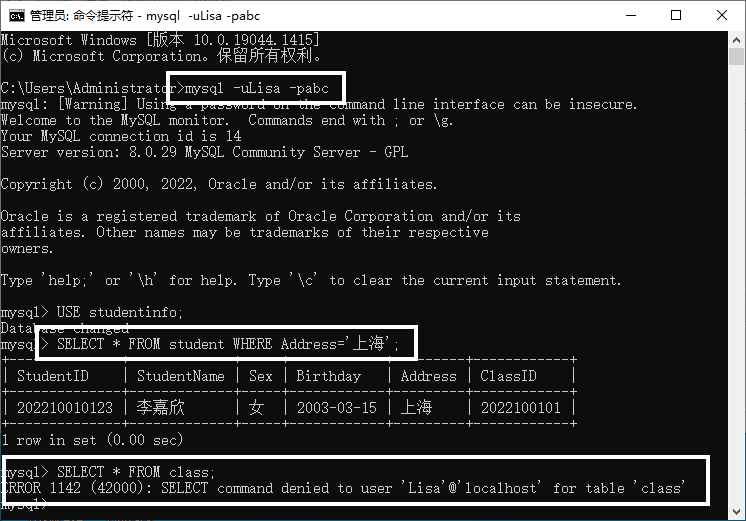 管理员: 命令提示符 - mysql  -uLisa -pabc
Microsoft Windows [版本 10.0.19044.1415]
(c) Microsoft Corporation。保留所有权利。
C:\Users\Administrator>mysql -uLisa -pabc
mysql: [Warning] Using a password on the command line interface can be insecure.
Welcome to the MySQL monitor.  Commands end with ; or \g.
Your MySQL connection id is 14
Server version: 8.0.29 MySQL Community Server - GPL
Copyright (c) 2000, 2022, Oracle and/or its affiliates.
Oracle is a registered trademark of Oracle Corporation and/or its
affiliates. Other names may be trademarks of their respective
owners.
Type 'help;' or '\h' for help. Type '\c' to clear the current input statement.
mysql> USE studentinfo;
Database changed
mysql> SELECT * FROM student WHERE Address='上海';
| StudentID | StudentName | Sex | Birthday | Address | ClassID |
| 202210010123 | 李嘉欣 | 女 | 2003-03-15 | 上海 | 2022100101 |
1 row in set (0.00 sec)
mysql> SELECT * FROM class;
ERROR 1142 (42000): SELECT command denied to user 'Lisa'@'localhost' for table 'class'
mysql>